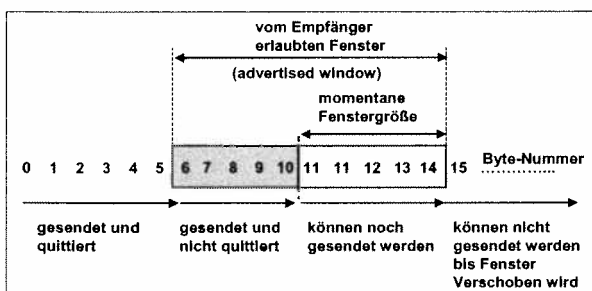 vom Empfänger
erlaubten Fenster
(advertised window)
momentane
Fenstergröße
0 1 2 3 4 5 6 7 8 9 10 11 11 12 13 14 15 Byte-Nummer
gesendet und
quittiert
gesendet und
nicht quittiert
können noch
gesendet werden
können nicht
gesendet werden
bis Fenster
Verschoben wird